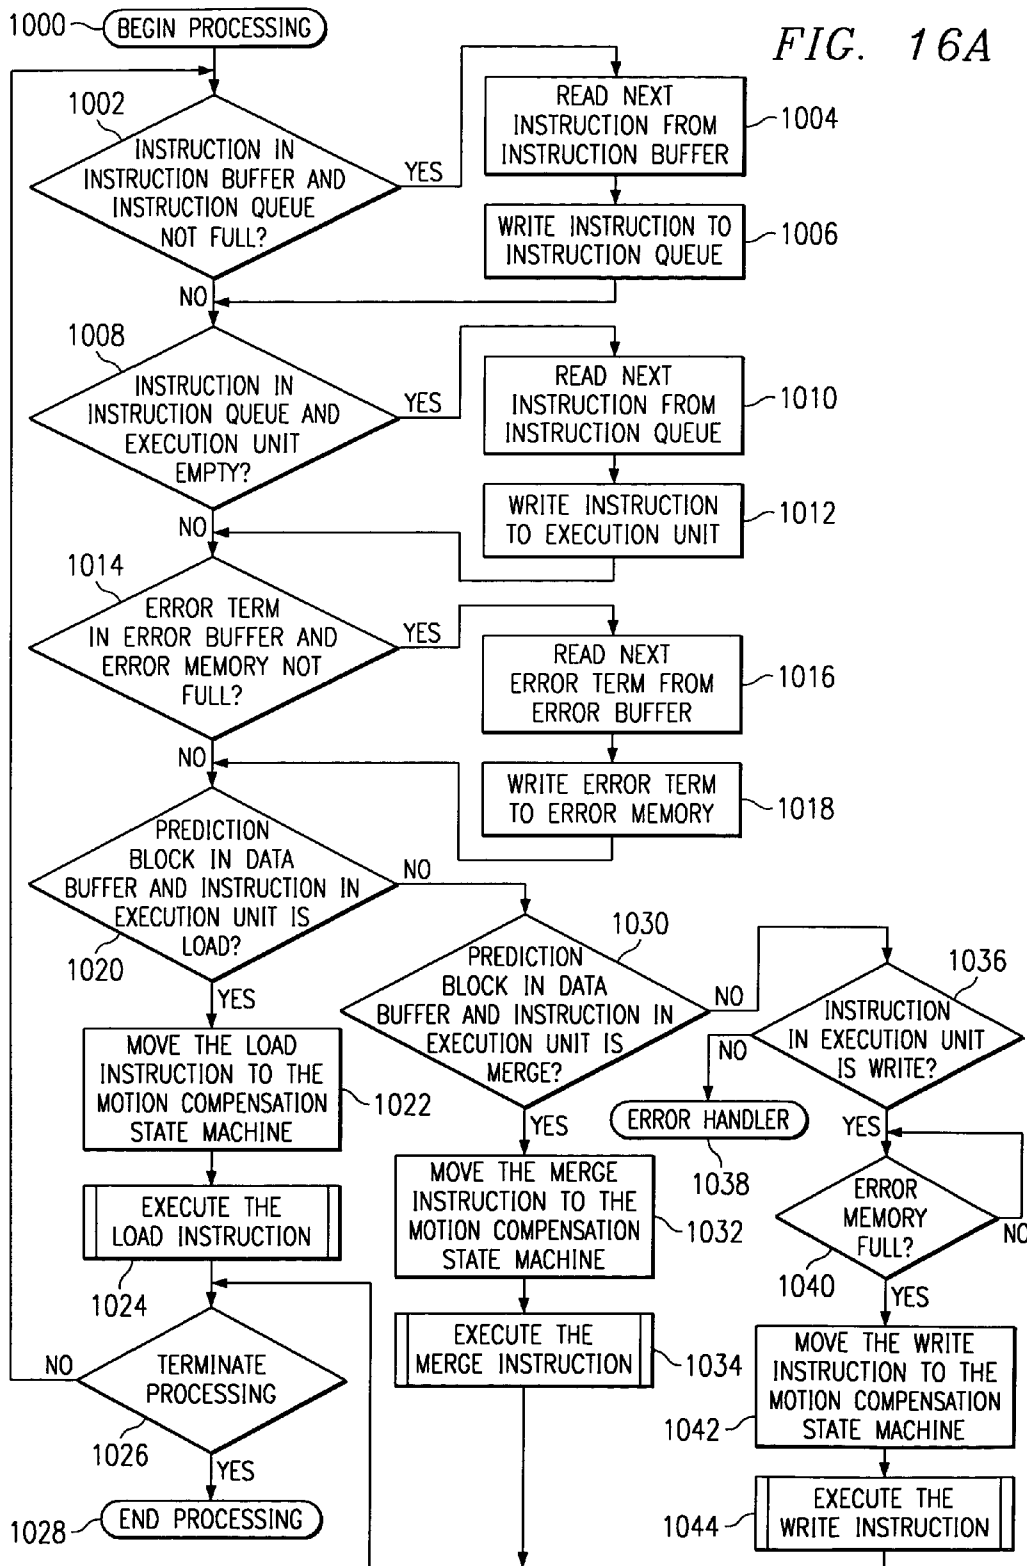 FIG. 16A
1000
BEGIN PROCESSING
1002
INSTRUCTION IN
INSTRUCTION BUFFER AND
INSTRUCTION QUEUE
NOT FULL?
YES
READ NEXT
INSTRUCTION FROM
INSTRUCTION BUFFER
1004
WRITE INSTRUCTION TO
INSTRUCTION QUEUE
1006
NO
1008
INSTRUCTION IN
INSTRUCTION QUEUE AND
EXECUTION UNIT
EMPTY?
YES
READ NEXT
INSTRUCTION FROM
INSTRUCTION QUEUE
1010
WRITE INSTRUCTION
TO EXECUTION UNIT
1012
NO
1014
ERROR TERM
IN ERROR BUFFER AND
ERROR MEMORY NOT
FULL?
YES
READ NEXT
ERROR TERM FROM
ERROR BUFFER
1016
WRITE ERROR TERM
TO ERROR MEMORY
1018
NO
PREDICTION
BLOCK IN DATA
BUFFER AND INSTRUCTION IN
EXECUTION UNIT IS
LOAD?
1020
NO
YES
MOVE THE LOAD
INSTRUCTION TO THE
MOTION COMPENSATION
STATE MACHINE
1022
EXECUTE THE
LOAD INSTRUCTION
1024
TERMINATE
PROCESSING
1026
NO
YES
END PROCESSING
1028
1030
PREDICTION
BLOCK IN DATA
BUFFER AND INSTRUCTION IN
EXECUTION UNIT IS
MERGE?
NO
YES
MOVE THE MERGE
INSTRUCTION TO THE
MOTION COMPENSATION
STATE MACHINE
1032
EXECUTE THE
MERGE INSTRUCTION
1034
1036
INSTRUCTION
IN EXECUTION UNIT
IS WRITE?
NO
ERROR HANDLER
1038
YES
ERROR
MEMORY
FULL?
1040
NO
YES
MOVE THE WRITE
INSTRUCTION TO THE
MOTION COMPENSATION
STATE MACHINE
1042
EXECUTE THE
WRITE INSTRUCTION
1044